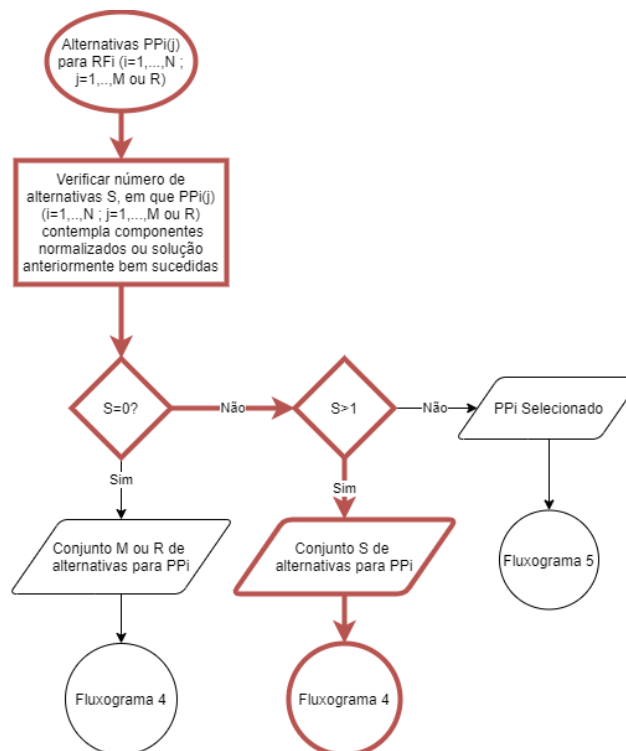 Alternativas PPi(j)
para RFi (i=1,...,N ;
j=1,..,M ou R)
Verificar número de
alternativas S, em que PPi(j)
(i=1,..,N ; j=1,...,M ou R)
contempla componentes
normalizados ou solução
anteriormente bem sucedidas
S=0?
Não
S>1
Não
PPi Selecionado
Sim
Sim
Conjunto M ou R de
alternativas para PPi
Conjunto S de
alternativas para PPi
Fluxograma 5
Fluxograma 4
Fluxograma 4